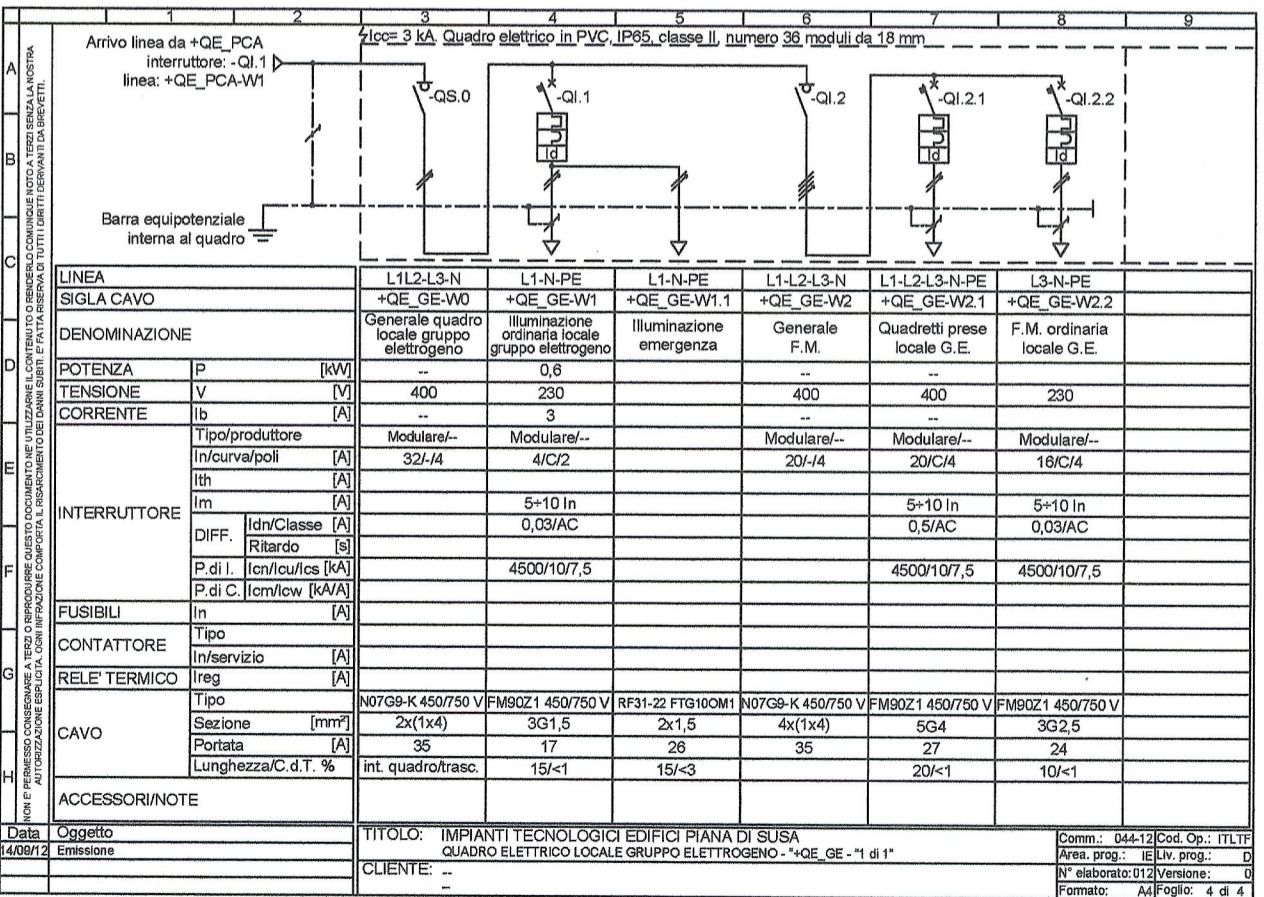 1 2 3 4 5 6 7 8 9
Icc= 3 kA. Quadro elettrico in PVC, IP65, classe II, numero 36 moduli da 18 mm
Arrivo linea da +QE_PCA
interruttore: -QI.1
linea: +QE_PCA-W1
-QS.0 -QI.1 -QI.2 -QI.2.1 -QI.2.2
Id Id Id
Barra equipotenziale
interna al quadro
A
B
C
D
E
F
G
H
NON E' PERMESSO CONSEGNARE A TERZI O RIPRODURRE QUESTO DOCUMENTO NE' UTILIZZARNE IL CONTENUTO O RENDERLO COMUNQUE NOTO A TERZI SENZA LA NOSTRA
AUTORIZZAZIONE ESPLICITA. OGNI INFRAZIONE COMPORTA IL RISARCIMENTO DEI DANNI SUBITI. E' FATTA RISERVA DI TUTTI I DIRITTI DERIVANTI DA BREVETTI.
LINEA L1L2-L3-N L1-N-PE L1-N-PE L1-L2-L3-N L1-L2-L3-N-PE L3-N-PE
SIGLA CAVO +QE_GE-W0 +QE_GE-W1 +QE_GE-W1.1 +QE_GE-W2 +QE_GE-W2.1 +QE_GE-W2.2
DENOMINAZIONE
Generale quadro
locale gruppo
elettrogeno
Illuminazione
ordinaria locale
gruppo elettrogeno
Illuminazione
emergenza
Generale
F.M.
Quadretti prese
locale G.E.
F.M. ordinaria
locale G.E.
POTENZA P [kW] -- 0,6 -- --
TENSIONE V [V] 400 230 400 400 230
CORRENTE Ib [A] -- 3 -- --
INTERRUTTORE
Tipo/produttore Modulare/-- Modulare/-- Modulare/-- Modulare/-- Modulare/--
In/curva/poli [A] 32/-/4 4/C/2 20/-/4 20/C/4 16/C/4
Ith [A]
Im [A] 5÷10 In 5÷10 In 5÷10 In
DIFF. Idn/Classe [A] 0,03/AC 0,5/AC 0,03/AC
Ritardo [s]
P.di I. Icn/Icu/Ics [kA] 4500/10/7,5 4500/10/7,5 4500/10/7,5
P.di C. Icm/Icw [kA/A]
FUSIBILI In [A]
CONTATTORE
Tipo
In/servizio [A]
RELE' TERMICO Ireg [A]
CAVO
Tipo N07G9-K 450/750 V FM90Z1 450/750 V RF31-22 FTG10OM1 N07G9-K 450/750 V FM90Z1 450/750 V FM90Z1 450/750 V
Sezione [mm²] 2x(1x4) 3G1,5 2x1,5 4x(1x4) 5G4 3G2,5
Portata [A] 35 17 26 35 27 24
Lunghezza/C.d.T. % int. quadro/trasc. 15/<1 15/<3 20/<1 10/<1
ACCESSORI/NOTE
Data Oggetto
14/09/12 Emissione
TITOLO: IMPIANTI TECNOLOGICI EDIFICI PIANA DI SUSA
QUADRO ELETTRICO LOCALE GRUPPO ELETTROGENO - "+QE_GE - "1 di 1"
CLIENTE: --
--
Comm.: 044-12 Cod. Op.: ITLTF
Area. prog.: IE Liv. prog.: D
N° elaborato: 012 Versione: 0
Formato: A4 Foglio: 4 di 4